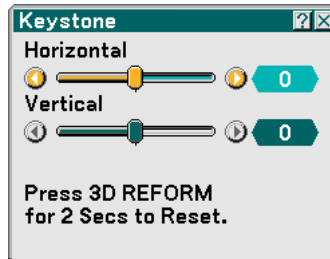 Keystone ?
Horizontal
0
Vertical
0
Press 3D REFORM
for 2 Secs to Reset.